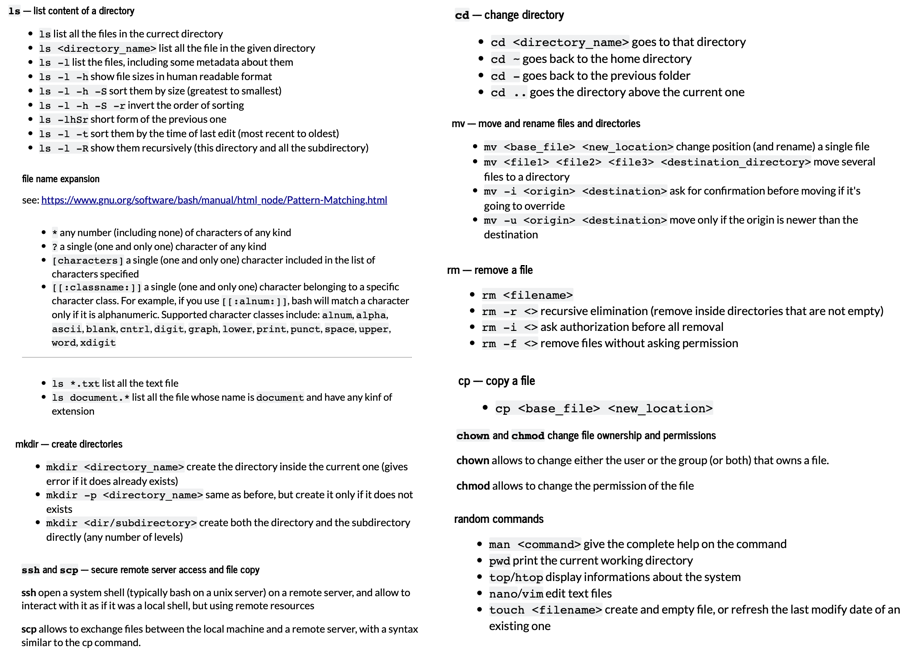 ls — list content of a directory
ls list all the files in the currect directory
ls <directory_name> list all the file in the given directory
ls -l list the files, including some metadata about them
ls -l -h show file sizes in human readable format
ls -l -h -S sort them by size (greatest to smallest)
ls -l -h -S -r invert the order of sorting
ls -lhSr short form of the previous one
ls -l -t sort them by the time of last edit (most recent to oldest)
ls -l -R show them recursively (this directory and all the subdirectory)
file name expansion
see: https://www.gnu.org/software/bash/manual/html_node/Pattern-Matching.html
* any number (including none) of characters of any kind
? a single (one and only one) character of any kind
[characters] a single (one and only one) character included in the list of
characters specified
[[:classname:]] a single (one and only one) character belonging to a specific
character class. For example, if you use [[:alnum:]], bash will match a character
only if it is alphanumeric. Supported character classes include: alnum, alpha,
ascii, blank, cntrl, digit, graph, lower, print, punct, space, upper,
word, xdigit
ls *.txt list all the text file
ls document.* list all the file whose name is document and have any kinf of
extension
mkdir — create directories
mkdir <directory_name> create the directory inside the current one (gives
error if it does already exists)
mkdir -p <directory_name> same as before, but create it only if it does not
exists
mkdir <dir/subdirectory> create both the directory and the subdirectory
directly (any number of levels)
ssh and scp — secure remote server access and file copy
ssh open a system shell (typically bash on a unix server) on a remote server, and allow to
interact with it as if it was a local shell, but using remote resources
scp allows to exchange files between the local machine and a remote server, with a syntax
similar to the cp command.
cd — change directory
cd <directory_name> goes to that directory
cd ~ goes back to the home directory
cd - goes back to the previous folder
cd .. goes the directory above the current one
mv — move and rename files and directories
mv <base_file> <new_location> change position (and rename) a single file
mv <file1> <file2> <file3> <destination_directory> move several
files to a directory
mv -i <origin> <destination> ask for confirmation before moving if it's
going to override
mv -u <origin> <destination> move only if the origin is newer than the
destination
rm — remove a file
rm <filename>
rm -r <> recursive elimination (remove inside directories that are not empty)
rm -i <> ask authorization before all removal
rm -f <> remove files without asking permission
cp — copy a file
cp <base_file> <new_location>
chown and chmod change file ownership and permissions
chown allows to change either the user or the group (or both) that owns a file.
chmod allows to change the permission of the file
random commands
man <command> give the complete help on the command
pwd print the current working directory
top/htop display informations about the system
nano/vim edit text files
touch <filename> create and empty file, or refresh the last modify date of an
existing one